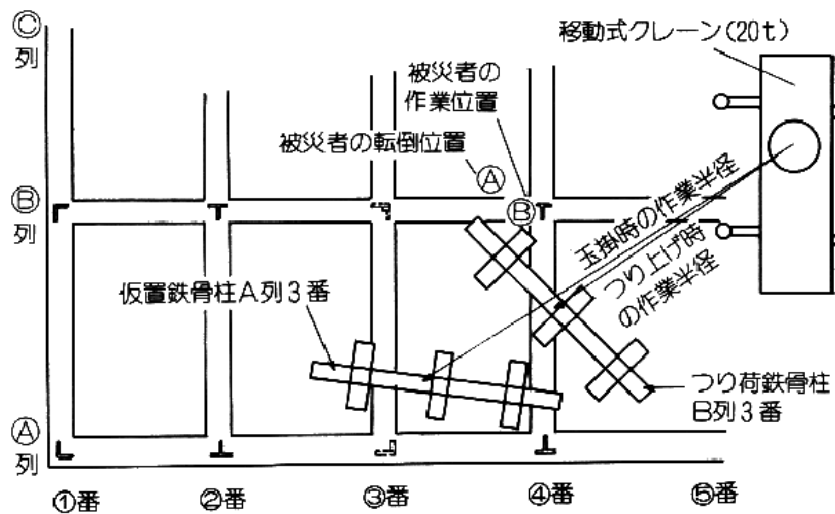 Ⓒ
列
移動式クレーン(20t)
被災者の
作業位置
被災者の転倒位置
Ⓐ
Ⓑ
列
Ⓑ
玉掛時の作業半径
つり上げ時
の作業半径
仮置鉄骨柱A列3番
つり荷鉄骨柱
B列3番
Ⓐ
列
①番
②番
③番
④番
⑤番